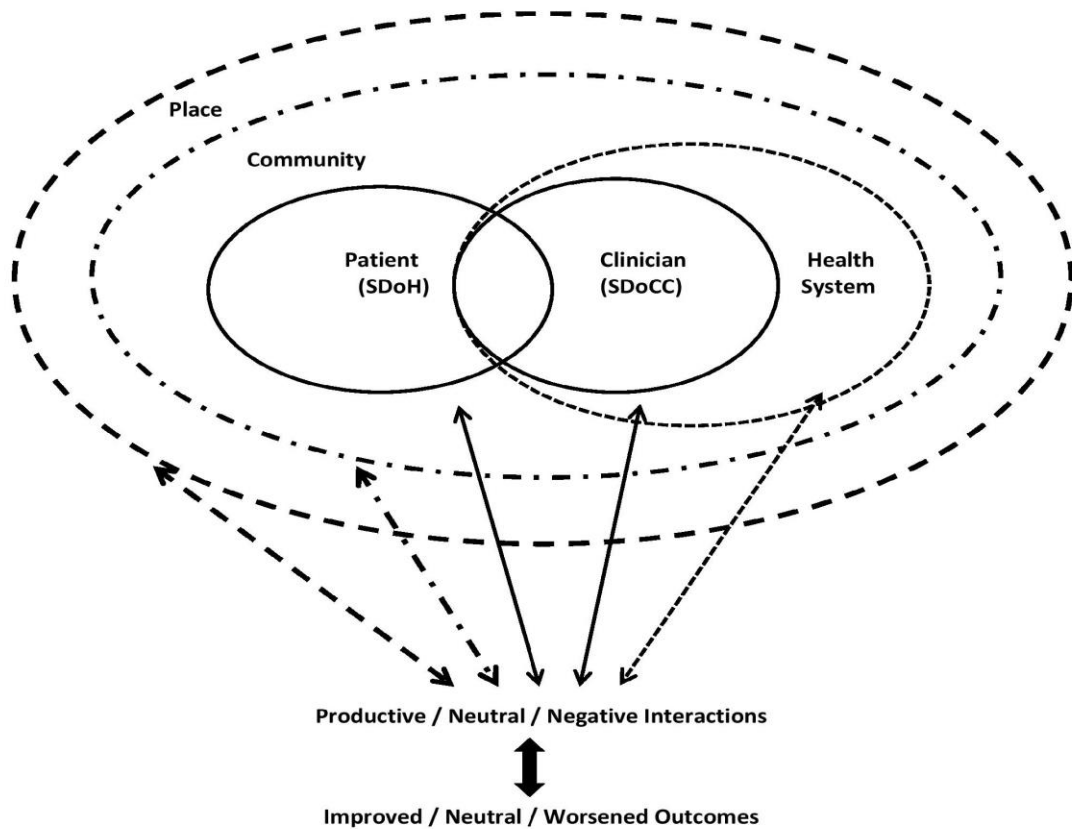 Place
Community
Patient
(SDoH)
Clinician
(SDoCC)
Health
System
Productive / Neutral / Negative Interactions
Improved / Neutral / Worsened Outcomes